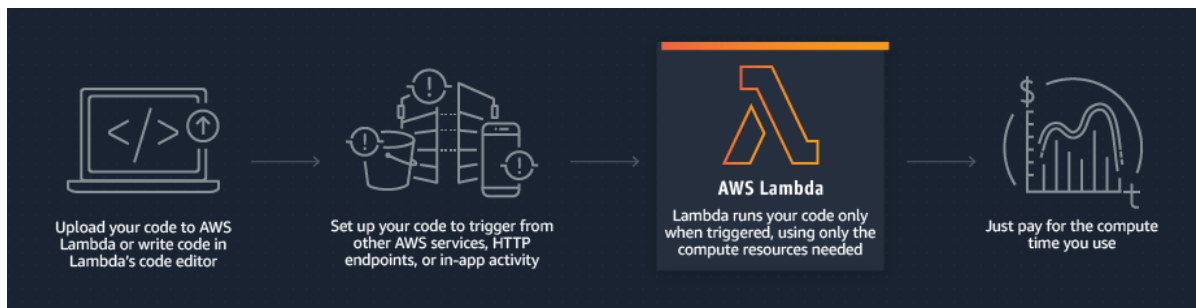 Upload your code to AWS
Lambda or write code in
Lambda's code editor
Set up your code to trigger from
other AWS services, HTTP
endpoints, or in-app activity
AWS Lambda
Lambda runs your code only
when triggered, using only the
compute resources needed
$
t
Just pay for the compute
time you use